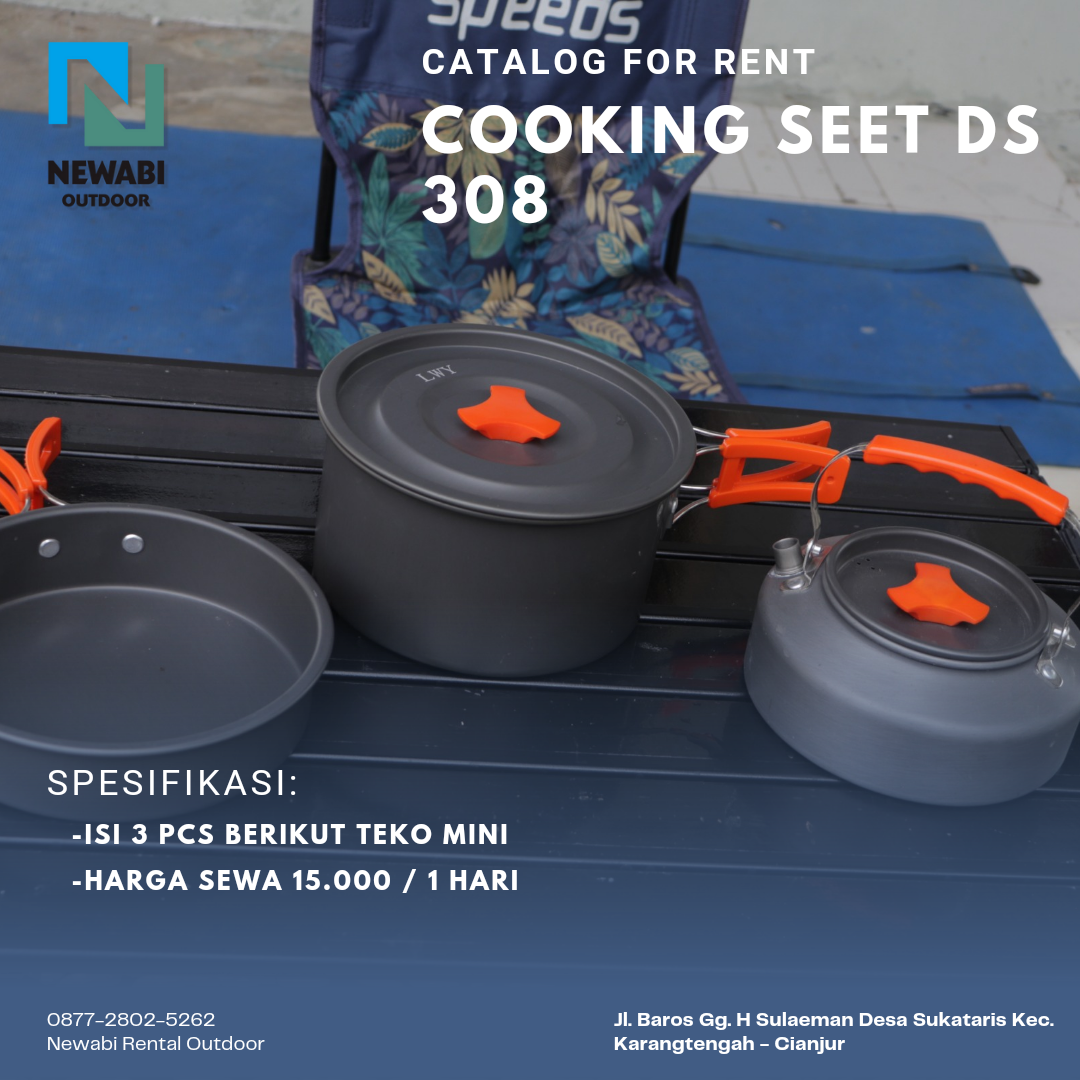 speeds
CATALOG FOR RENT
COOKING SEET DS
308
NEWABI
OUTDOOR
LWY
SPESIFIKASI:
-ISI 3 PCS BERIKUT TEKO MINI
-HARGA SEWA 15.000 / 1 HARI
0877-2802-5262
Newabi Rental Outdoor
Jl. Baros Gg. H Sulaeman Desa Sukataris Kec.
Karangtengah - Cianjur